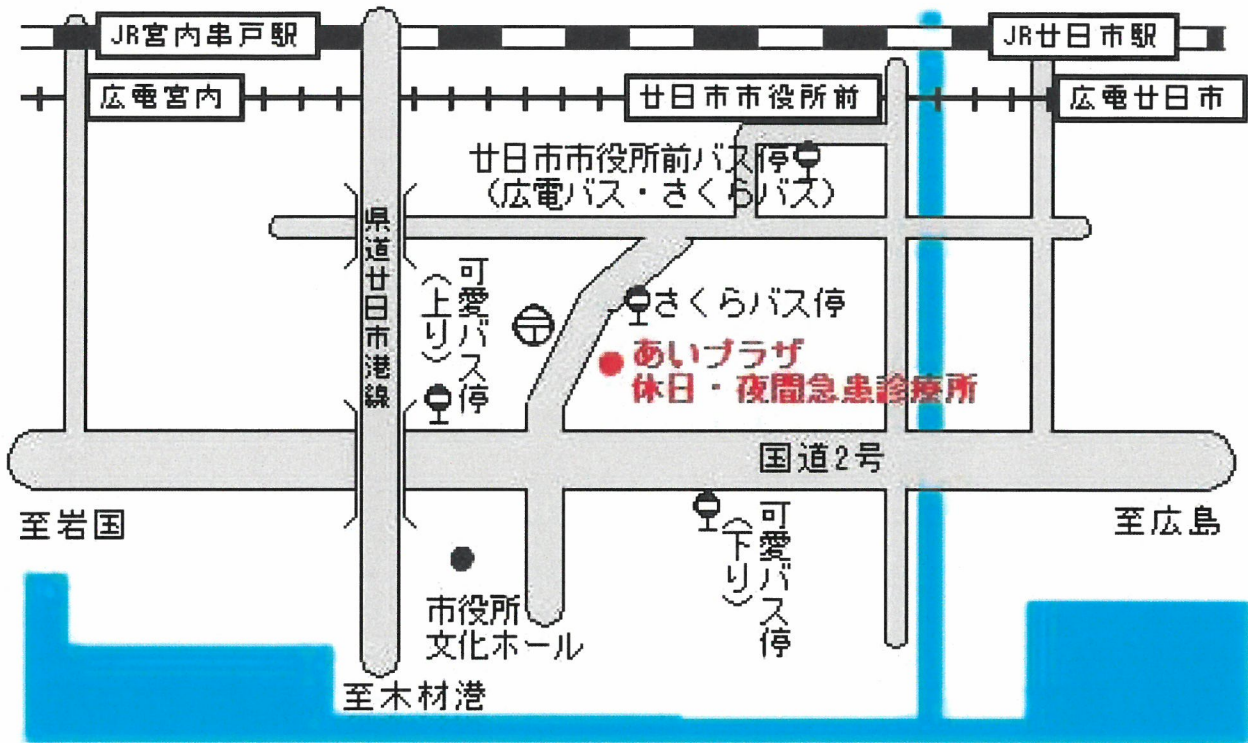 JR宮内串戸駅
JR廿日市駅
広電宮内
廿日市市役所前
広電廿日市
廿日市市役所前バス停
（広電バス・さくらバス）
県道廿日市港線
可愛バス停
（上り）
さくらバス停
あいプラザ
休日・夜間急患診療所
国道2号
至岩国
至広島
可愛バス停
（下り）
市役所
文化ホール
至木材港